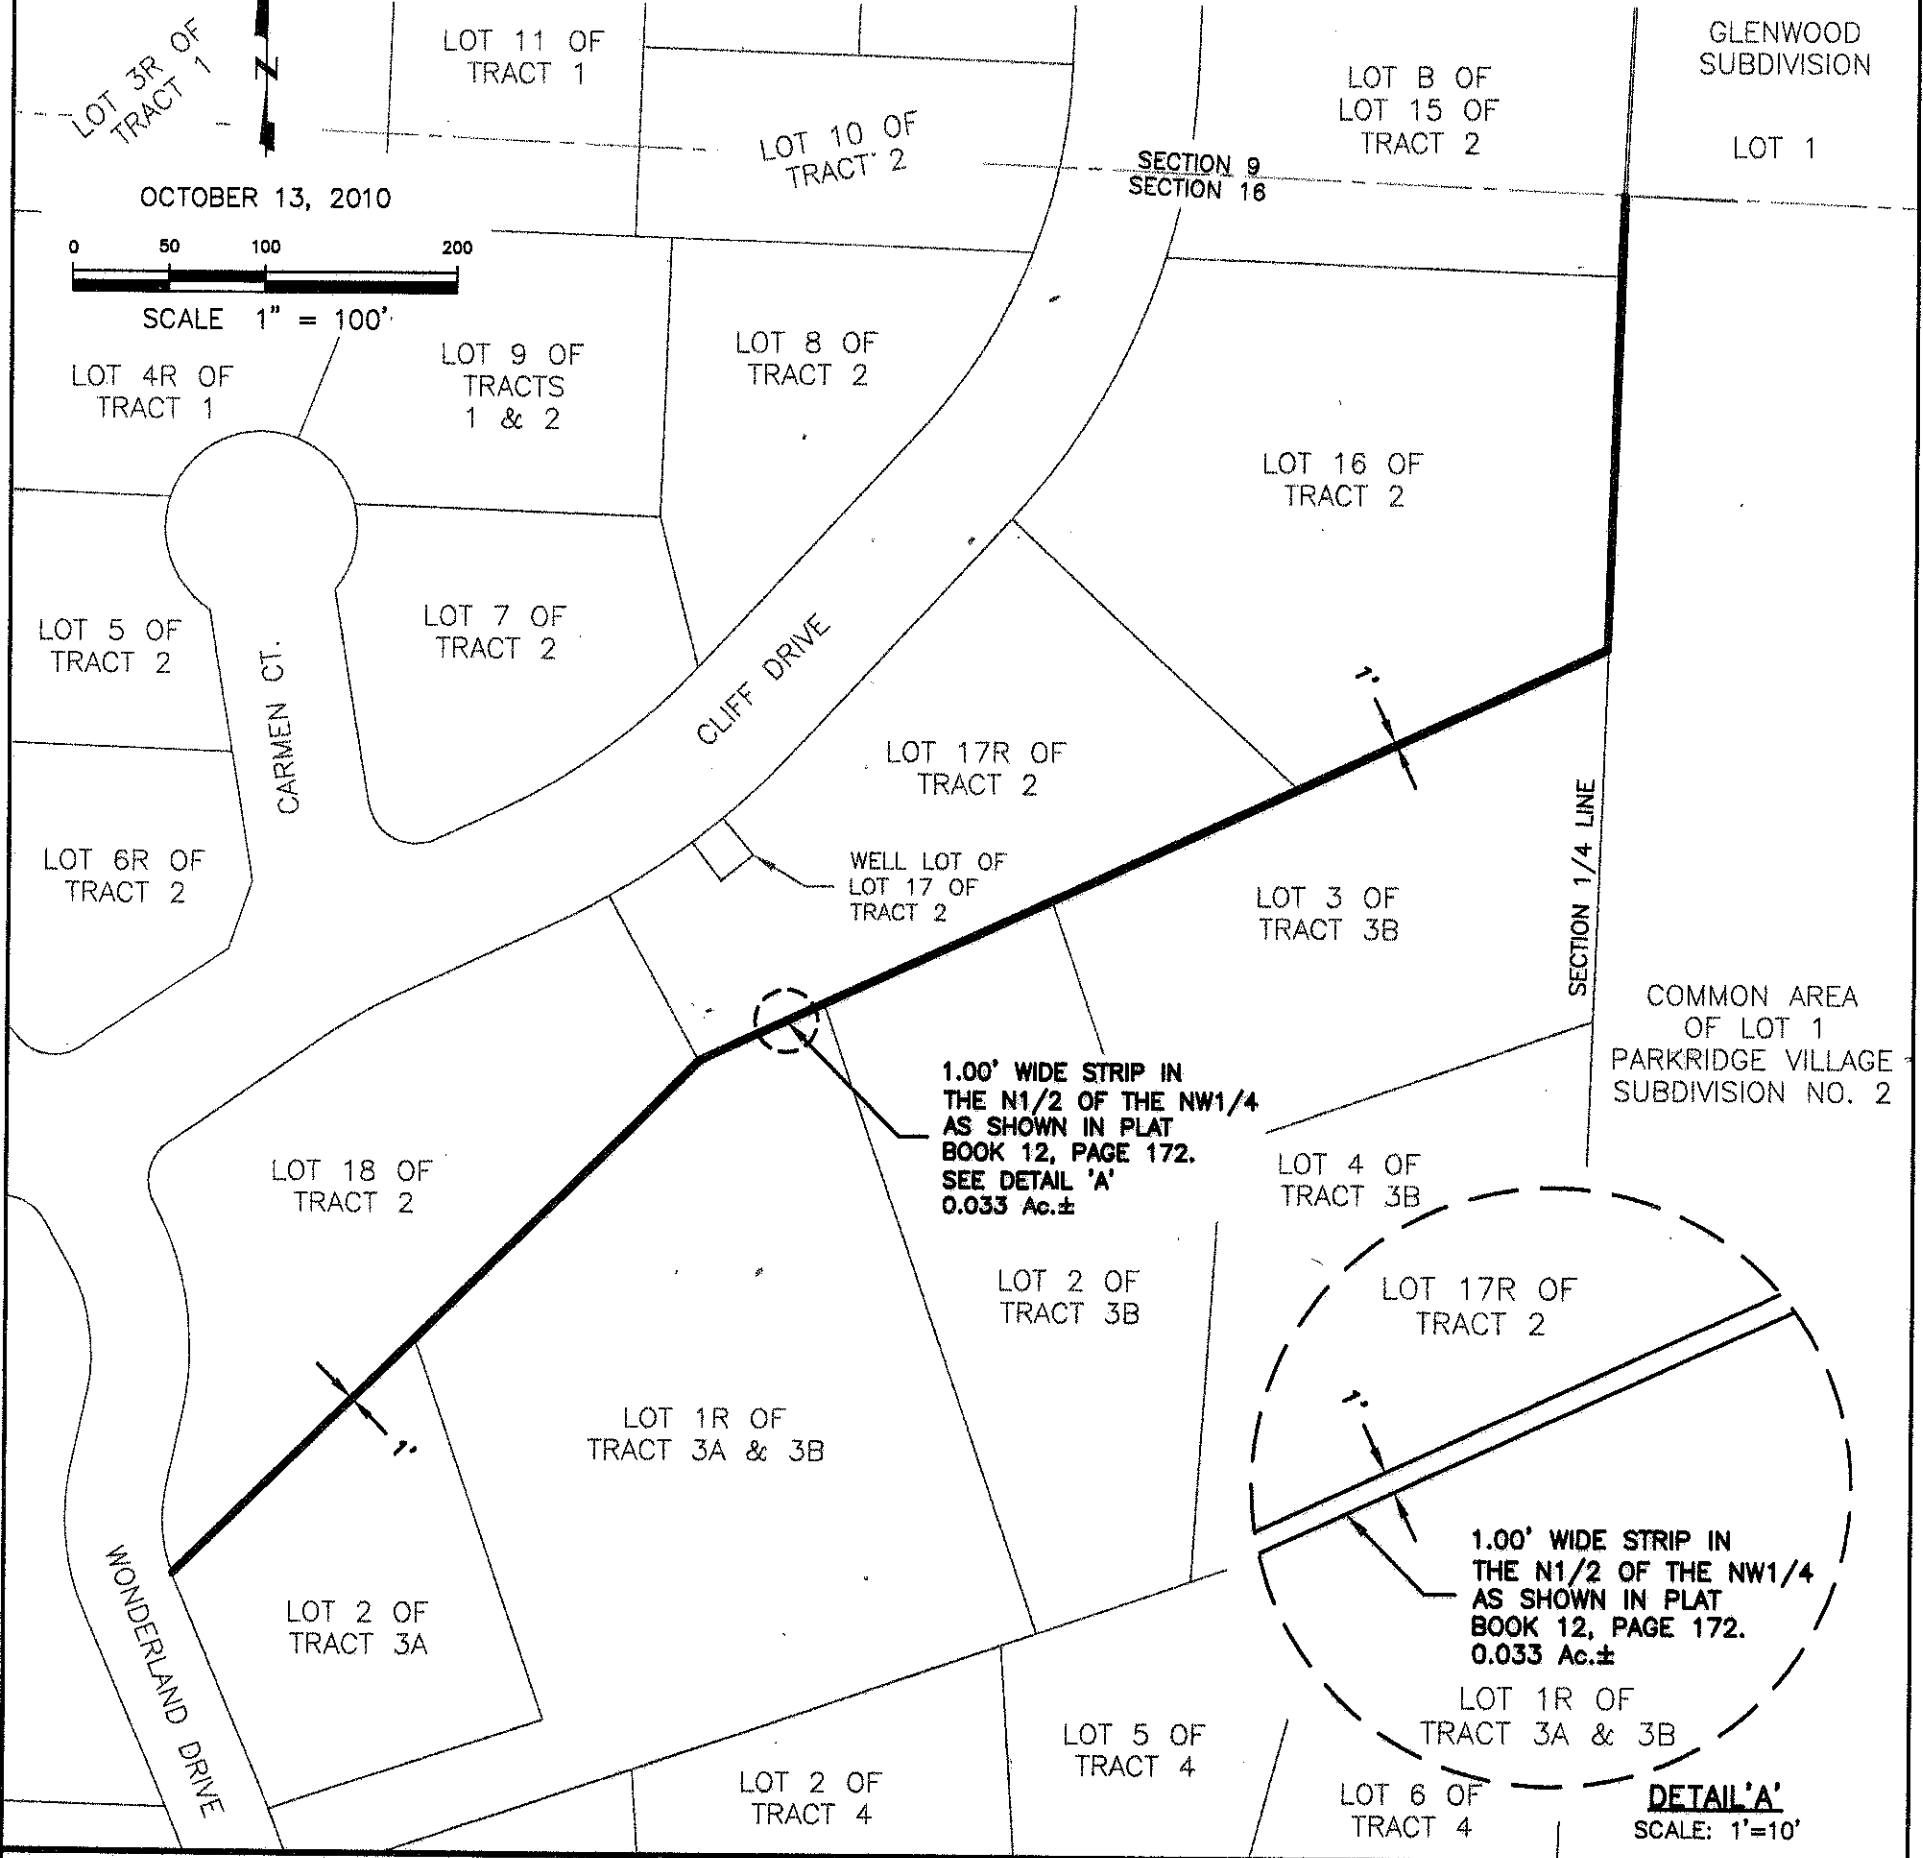 LOT 3R OF
TRACT 1
N
LOT 11 OF
TRACT 1
LOT 10 OF
TRACT 2
LOT B OF
LOT 15 OF
TRACT 2
GLENWOOD
SUBDIVISION
LOT 1
SECTION 9
SECTION 16
OCTOBER 13, 2010
0 50 100 200
SCALE 1" = 100'
LOT 4R OF
TRACT 1
LOT 9 OF
TRACTS
1 & 2
LOT 8 OF
TRACT 2
LOT 16 OF
TRACT 2
LOT 5 OF
TRACT 2
CARMEN CT.
LOT 7 OF
TRACT 2
CLIFF DRIVE
1'
LOT 17R OF
TRACT 2
SECTION 1/4 LINE
LOT 6R OF
TRACT 2
WELL LOT OF
LOT 17 OF
TRACT 2
LOT 3 OF
TRACT 3B
COMMON AREA
OF LOT 1
PARKRIDGE VILLAGE
SUBDIVISION NO. 2
1.00' WIDE STRIP IN
THE N1/2 OF THE NW1/4
AS SHOWN IN PLAT
BOOK 12, PAGE 172.
SEE DETAIL 'A'
0.033 Ac.±
LOT 18 OF
TRACT 2
LOT 4 OF
TRACT 3B
LOT 2 OF
TRACT 3B
LOT 17R OF
TRACT 2
1'
1'
LOT 1R OF
TRACT 3A & 3B
1.00' WIDE STRIP IN
THE N1/2 OF THE NW1/4
AS SHOWN IN PLAT
BOOK 12, PAGE 172.
0.033 Ac.±
WONDERLAND DRIVE
LOT 2 OF
TRACT 3A
LOT 1R OF
TRACT 3A & 3B
LOT 5 OF
TRACT 4
LOT 2 OF
TRACT 4
LOT 6 OF
TRACT 4
DETAIL 'A'
SCALE: 1'=10'